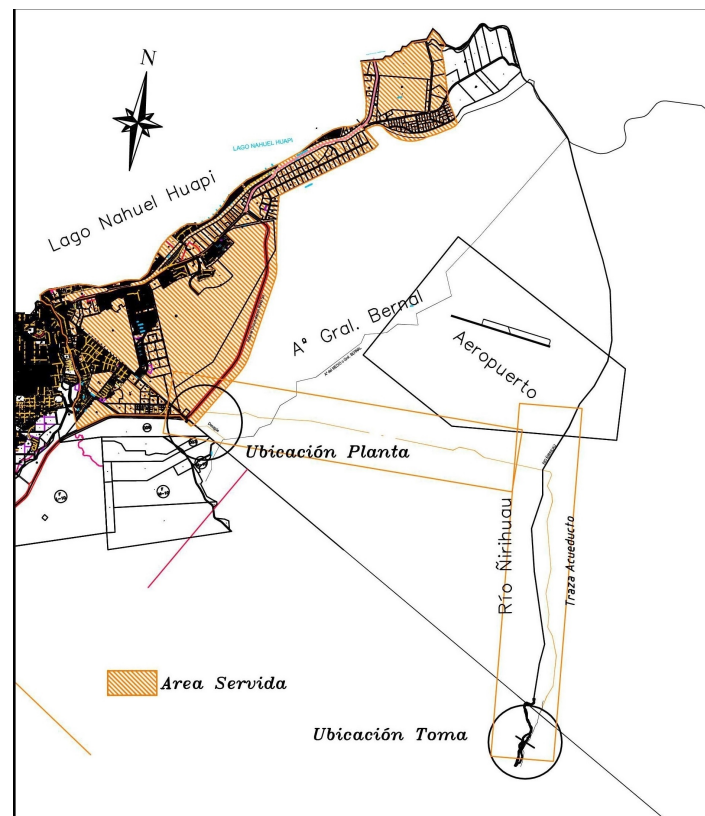 N
LAGO NAHUEL HUAPI
Lago Nahuel Huapi
Aº Gral. Bernal
Aeropuerto
Ubicación Planta
Río Ñirihuau
Traza Acueducto
Area Servida
Ubicación Toma